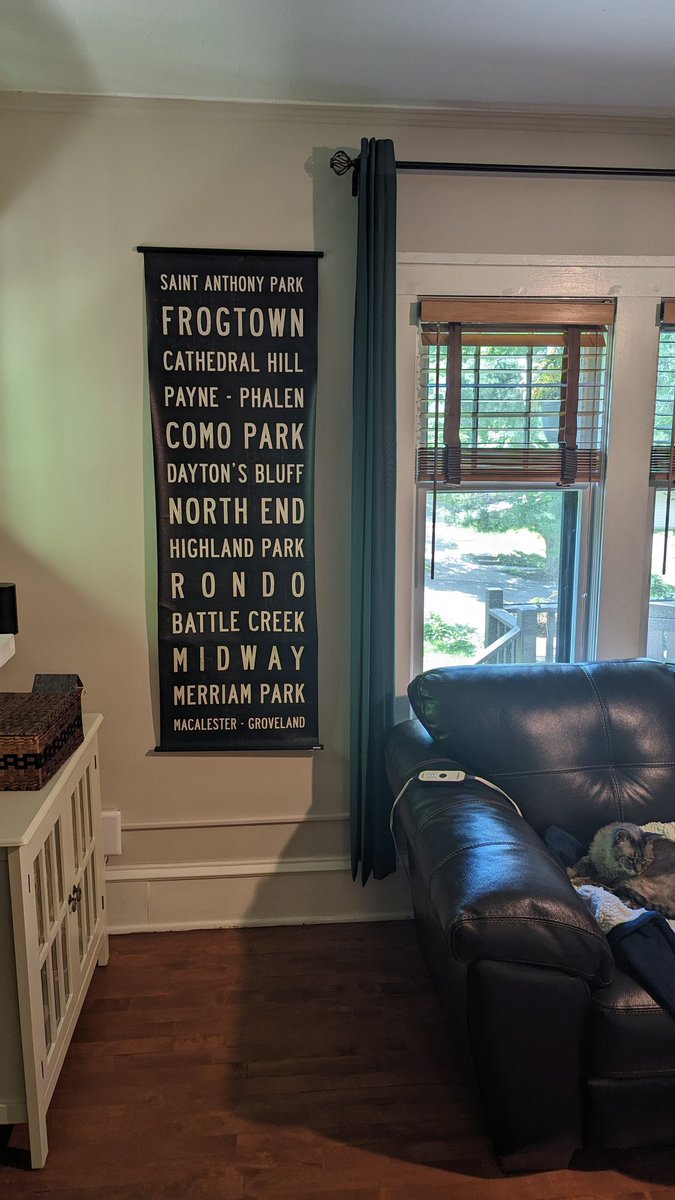 SAINT ANTHONY PARK
FROGTOWN
CATHEDRAL HILL
PAYNE - PHALEN
COMO PARK
DAYTON'S BLUFF
NORTH END
HIGHLAND PARK
RONDO
BATTLE CREEK
MIDWAY
MERRIAM PARK
MACALESTER - GROVELAND